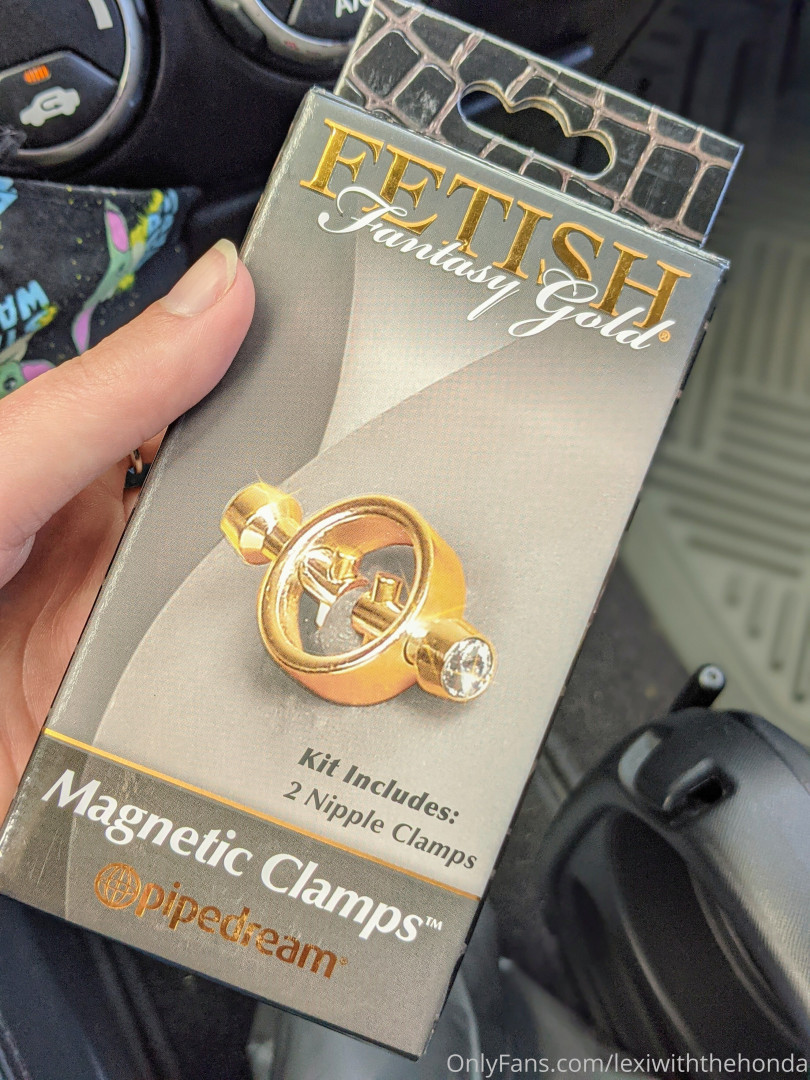 A/C
FETISH
Fantasy Gold®
Kit Includes:
2 Nipple Clamps
Magnetic Clamps™
pipedream®
OnlyFans.com/lexiwiththehonda